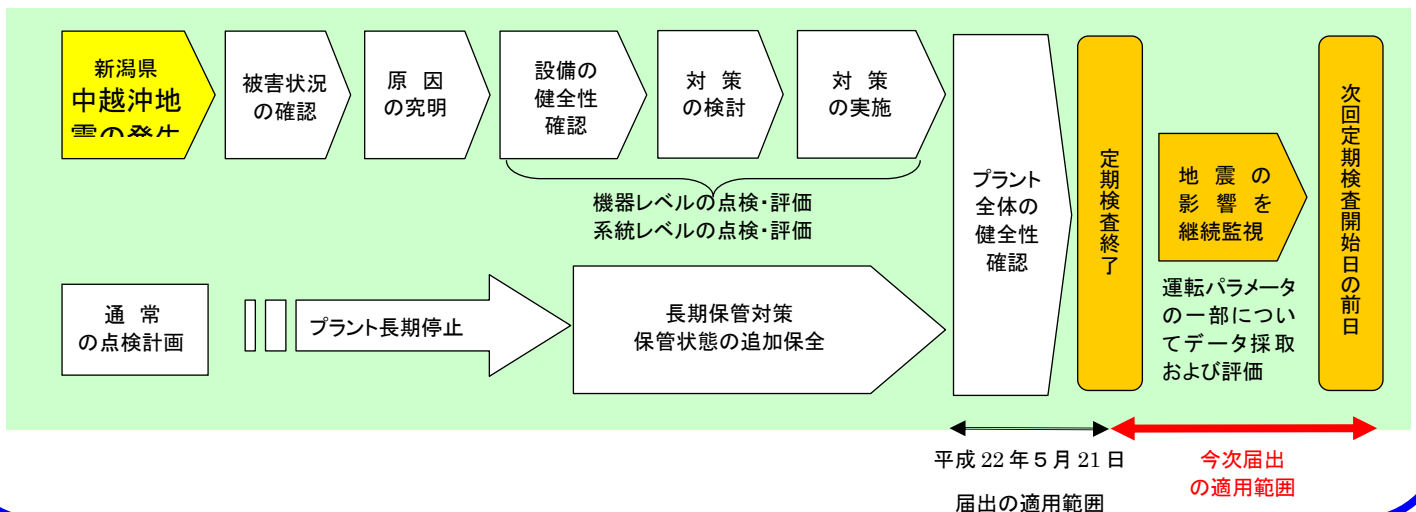 新潟県
中越沖地
震の発生
被害状況
の確認
原因
の究明
設備の
健全性
確認
対策
の検討
対策
の実施
機器レベルの点検・評価
系統レベルの点検・評価
通常
の点検計画
プラント長期停止
長期保管対策
保管状態の追加保全
プラント
全体の
健全性
確認
定期検査終了
地震の
影響を
継続監視
運転パラメータ
の一部につい
てデータ採取
および評価
次回定期検査開始日の前日
平成22年5月21日
届出の適用範囲
今次届出
の適用範囲